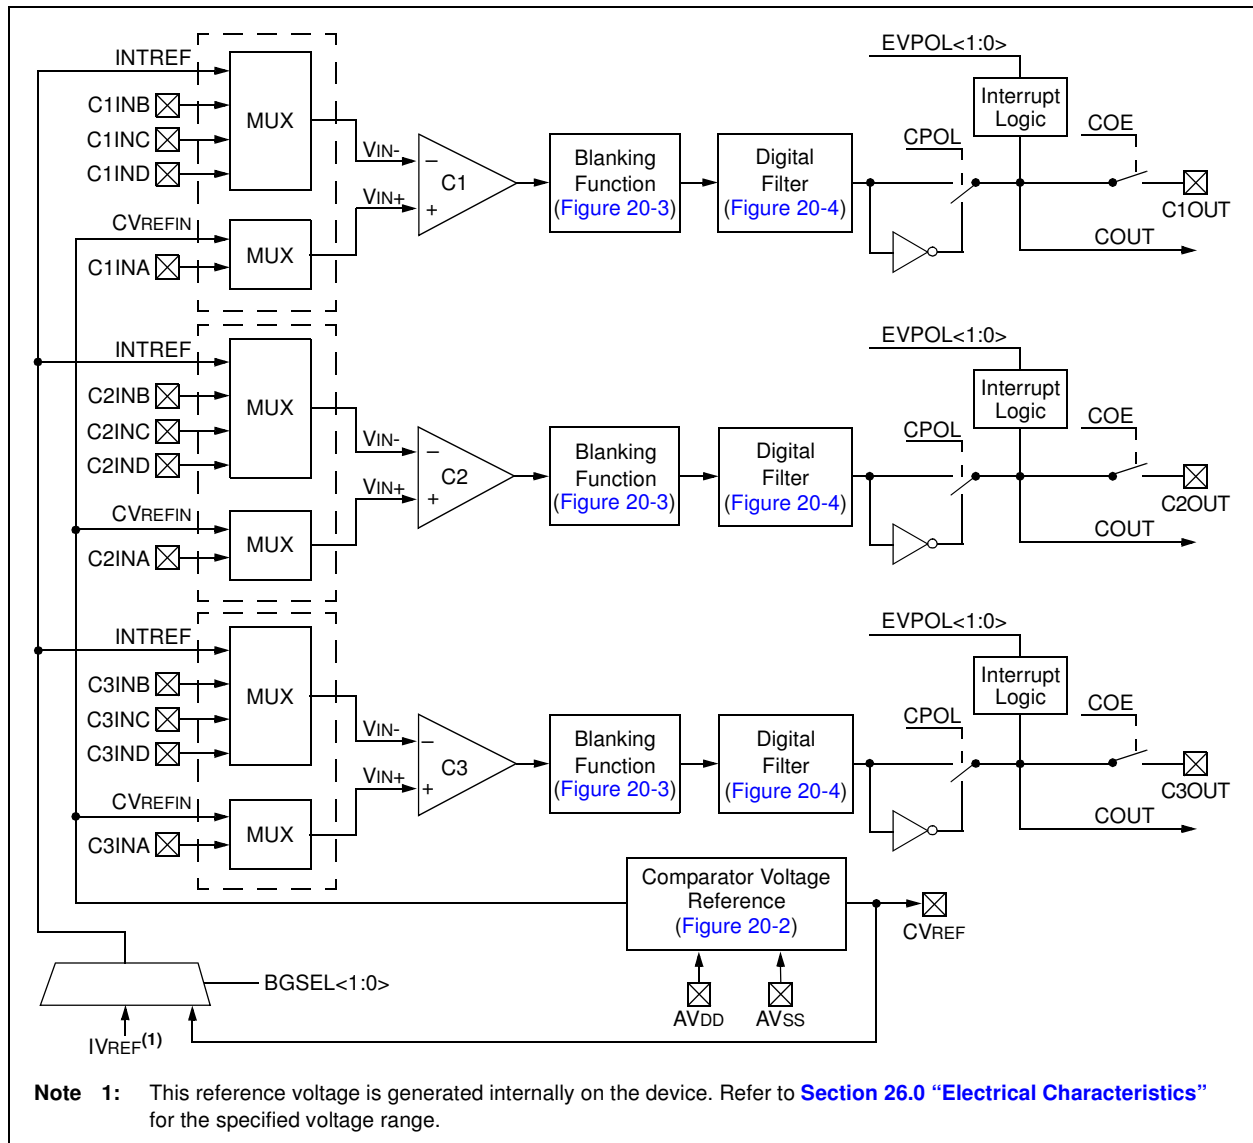 INTREF
C1INB
C1INC
C1IND
MUX
CVREFIN
C1INA
MUX
VIN-
VIN+
–
C1
+
Blanking
Function
(Figure 20-3)
Digital
Filter
(Figure 20-4)
EVPOL<1:0>
Interrupt
Logic
CPOL
COE
C1OUT
COUT
INTREF
C2INB
C2INC
C2IND
MUX
CVREFIN
C2INA
MUX
VIN-
VIN+
–
C2
+
Blanking
Function
(Figure 20-3)
Digital
Filter
(Figure 20-4)
EVPOL<1:0>
Interrupt
Logic
CPOL
COE
C2OUT
COUT
INTREF
C3INB
C3INC
C3IND
MUX
CVREFIN
C3INA
MUX
VIN-
VIN+
–
C3
+
Blanking
Function
(Figure 20-3)
Digital
Filter
(Figure 20-4)
EVPOL<1:0>
Interrupt
Logic
CPOL
COE
C3OUT
COUT
Comparator Voltage
Reference
(Figure 20-2)
CVREF
AVDD
AVSS
BGSEL<1:0>
IVREF(1)
Note 1: This reference voltage is generated internally on the device. Refer to Section 26.0 “Electrical Characteristics”
for the specified voltage range.